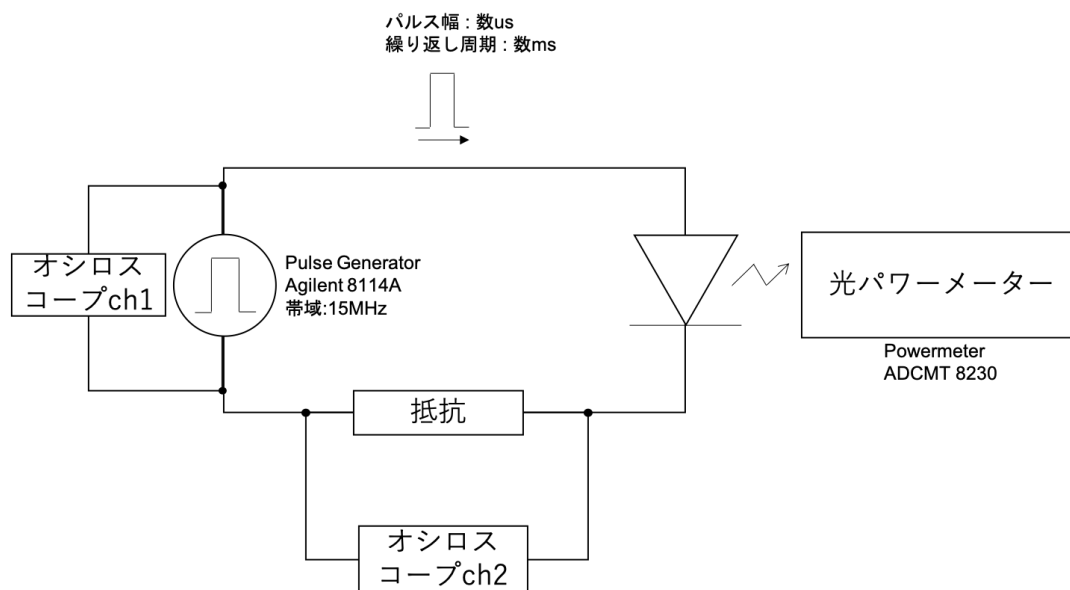 パルス幅 : 数us
繰り返し周期 : 数ms
オシロス
コープch1
Pulse Generator
Agilent 8114A
帯域:15MHz
光パワーメーター
Powermeter
ADCMT 8230
抵抗
オシロス
コープch2